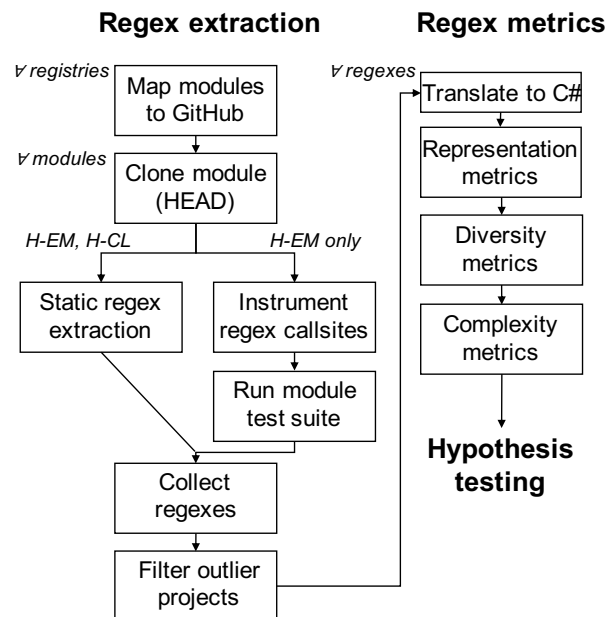 Regex extraction
∀ registries
Map modules
to GitHub
∀ modules
Clone module
(HEAD)
H-EM, H-CL
H-EM only
Static regex
extraction
Instrument
regex callsites
Run module
test suite
Collect
regexes
Filter outlier
projects
Regex metrics
∀ regexes
Translate to C#
Representation
metrics
Diversity
metrics
Complexity
metrics
Hypothesis
testing